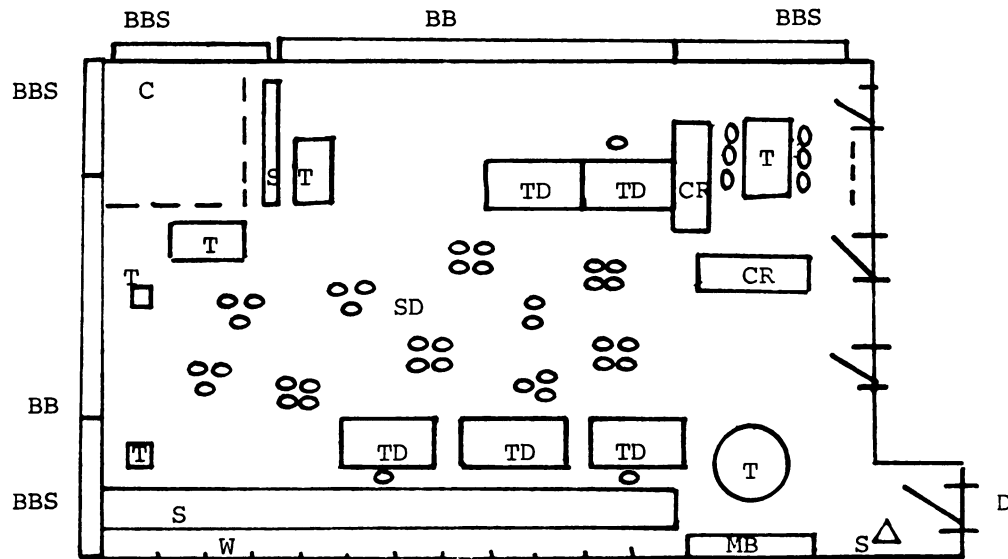 BBS BB BBS
BBS C
S T TD TD CR T
T CR
T
SD
BB
TD TD TD
T T
BBS S D
W MB S